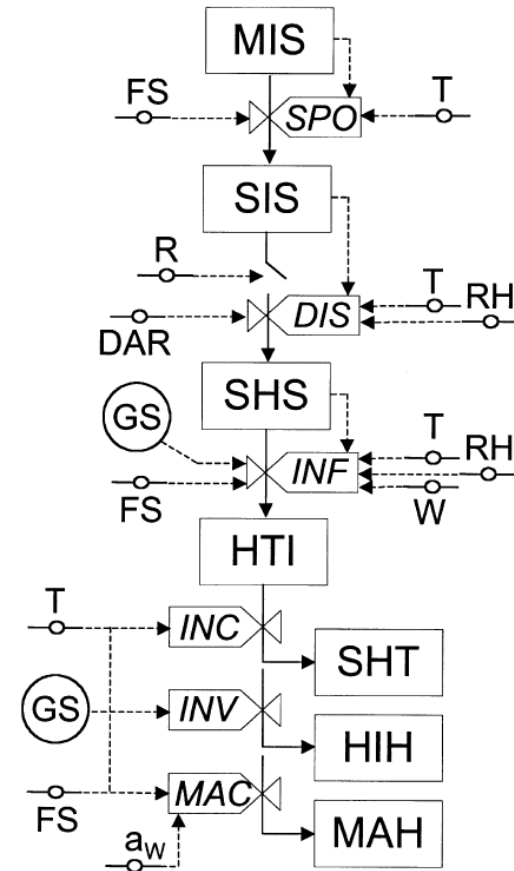 MIS
FS
SPO
T
SIS
R
DAR
DIS
T
RH
SHS
GS
FS
INF
T
RH
W
HTI
T
INC
SHT
GS
INV
HIH
FS
MAC
MAH
aw